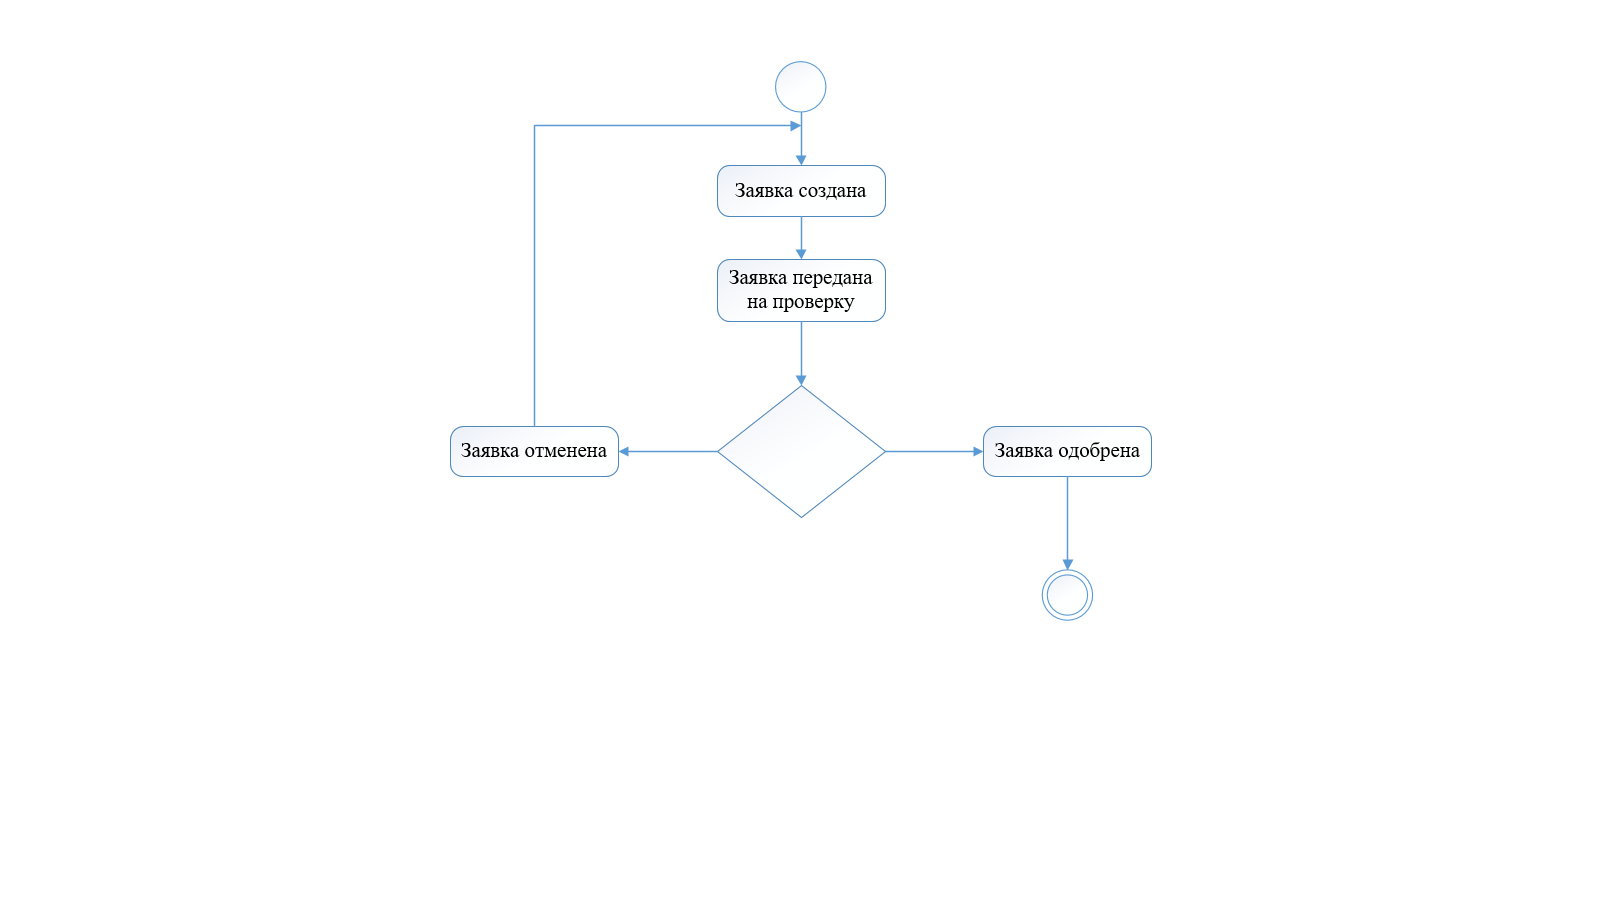 Заявка создана
Заявка передана
на проверку
Заявка отменена
Заявка одобрена